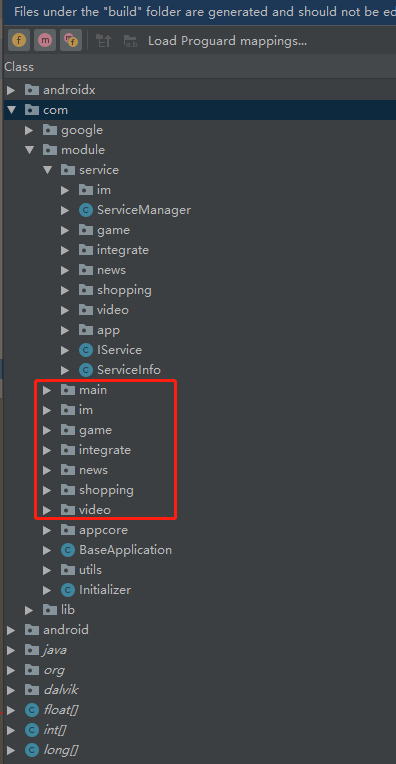 Files under the "build" folder are generated and should not be ed
Load Proguard mappings...
Class
androidx
com
google
module
service
im
ServiceManager
game
integrate
news
shopping
video
app
IService
ServiceInfo
main
im
game
integrate
news
shopping
video
appcore
BaseApplication
utils
Initializer
lib
android
java
org
dalvik
float[]
int[]
long[]